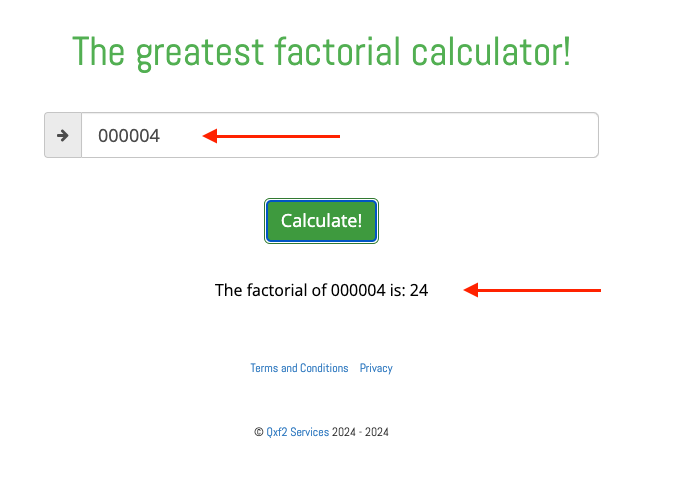 The greatest factorial calculator!
000004
Calculate!
The factorial of 000004 is: 24
Terms and Conditions Privacy
© Qxf2 Services 2024 - 2024